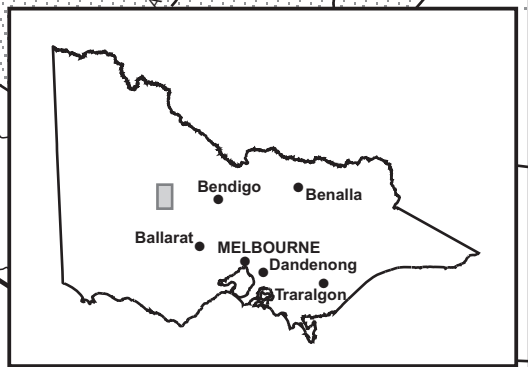 Bendigo
Benalla
Ballarat
MELBOURNE
Dandenong
Traralgon